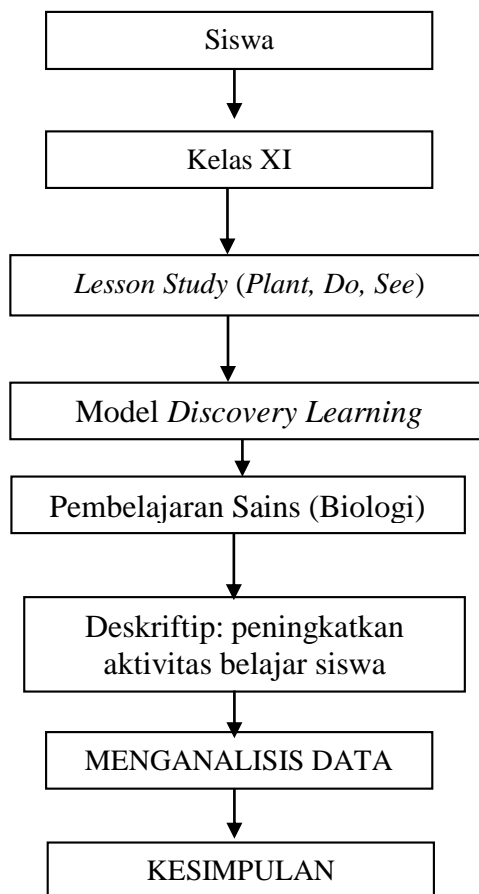 Siswa
Kelas XI
Lesson Study (Plant, Do, See)
Model Discovery Learning
Pembelajaran Sains (Biologi)
Deskriftip: peningkatkan
aktivitas belajar siswa
MENGANALISIS DATA
KESIMPULAN